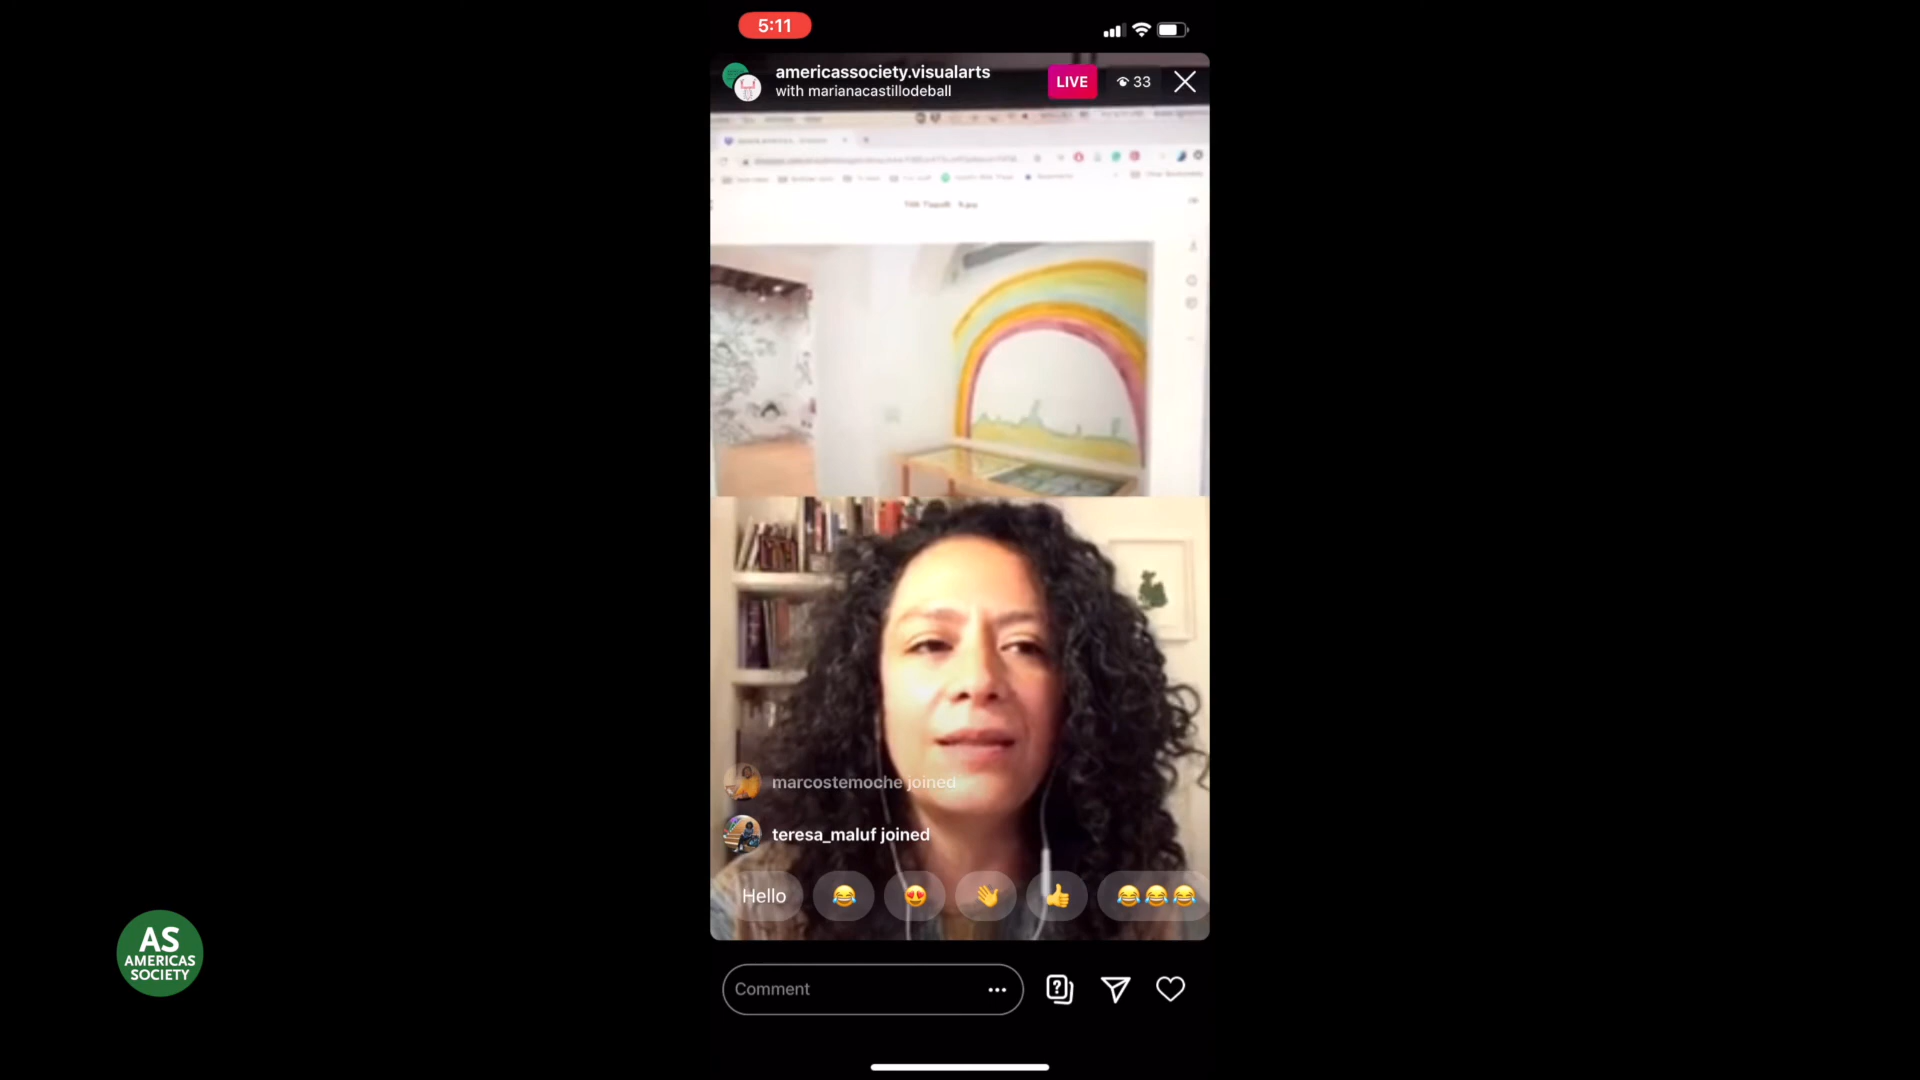 5:11
americassociety.visualarts
with marianacastillodeball
LIVE
33
marcostemoche joined
teresa_maluf joined
Hello
Comment
AS
AMERICAS
SOCIETY